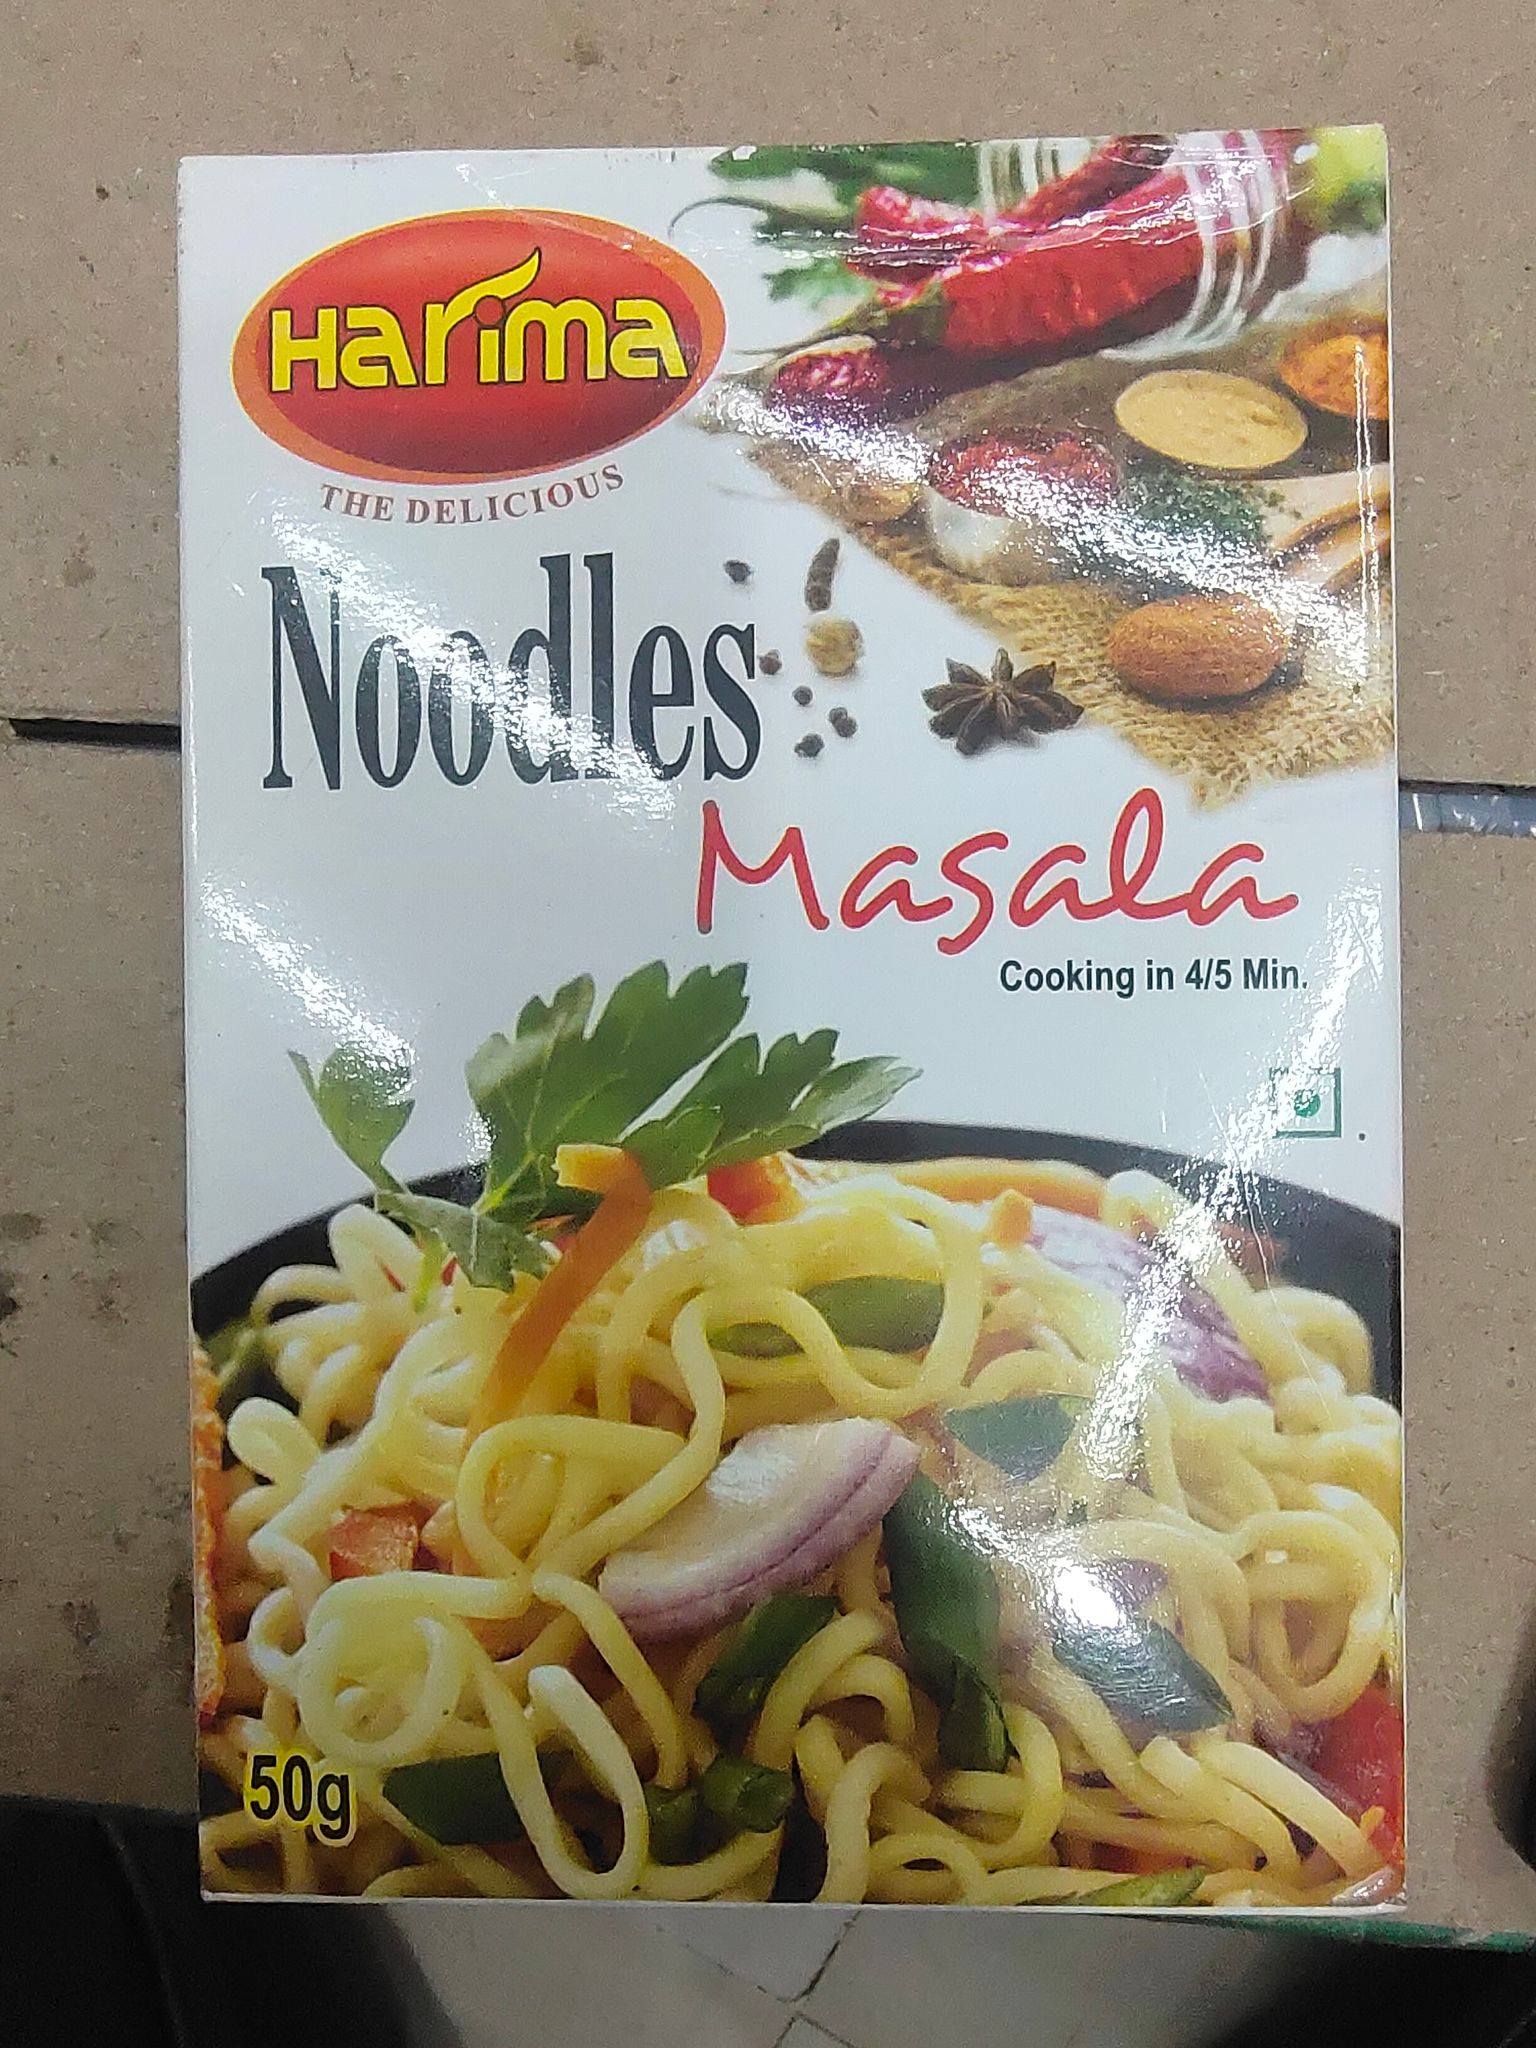 Harima
THE DELICIOUS
Noodles
Masala
Cooking in 4/5 Min.
50g